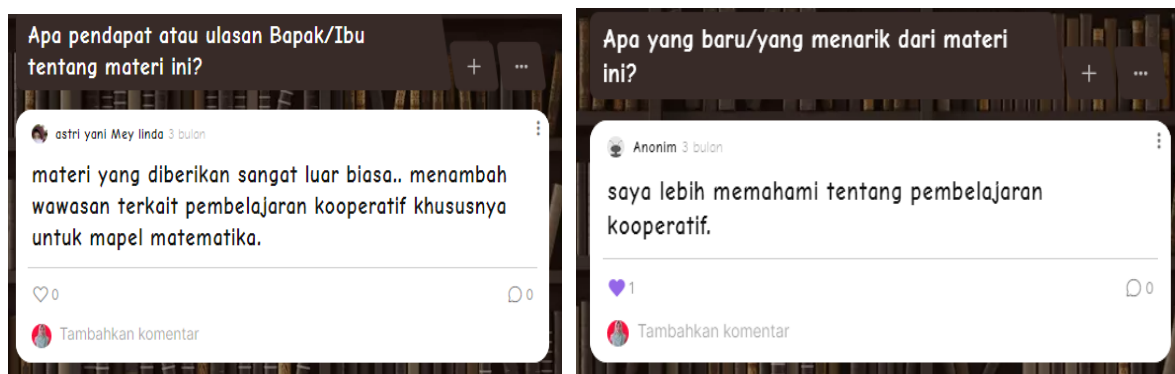 Apa pendapat atau ulasan Bapak/Ibu
tentang materi ini?
astri yani Mey linda 3 bulan
materi yang diberikan sangat luar biasa.. menambah
wawasan terkait pembelajaran kooperatif khususnya
untuk mapel matematika.
0
0
Tambahkan komentar
Apa yang baru/yang menarik dari materi
ini?
Anonim 3 bulan
saya lebih memahami tentang pembelajaran
kooperatif.
1
0
Tambahkan komentar